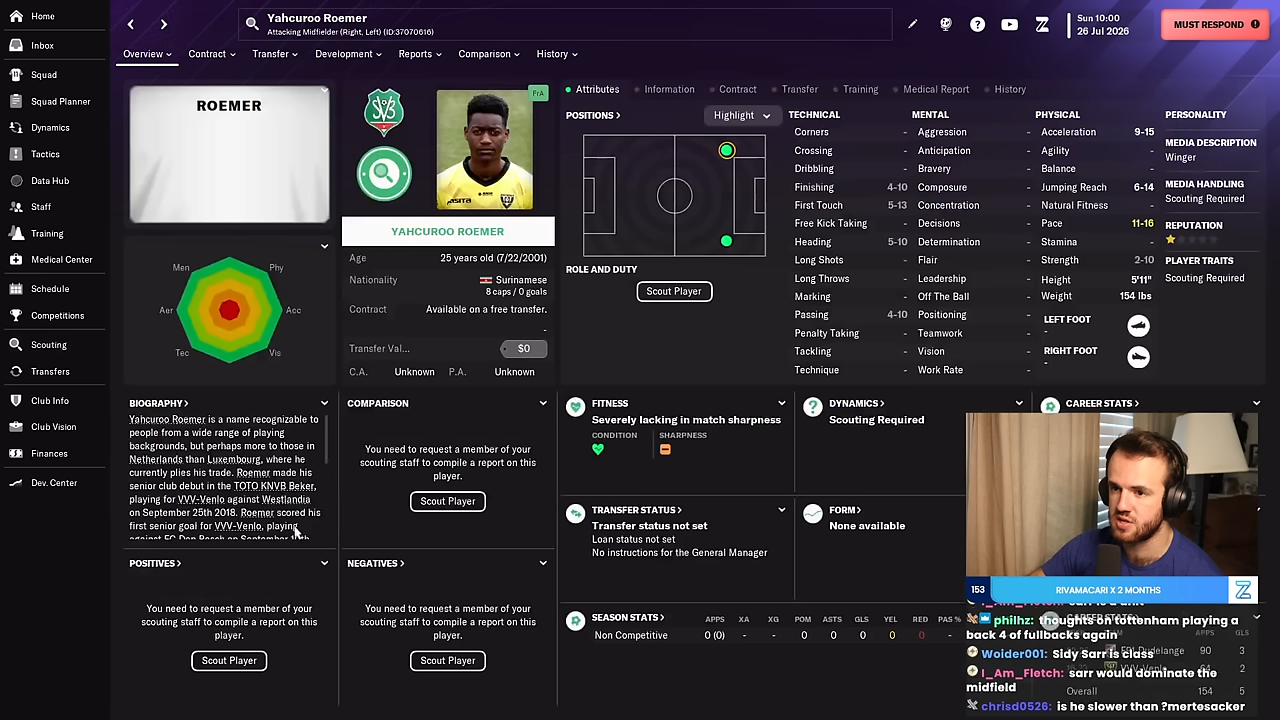 Home
Inbox
Squad
Squad Planner
Dynamics
Tactics
Data Hub
Staff
Training
Medical Center
Schedule
Competitions
Scouting
Transfers
Club Info
Club Vision
Finances
Dev. Center
Yahcuroo Roemer
Attacking Midfielder (Right, Left) (ID:37070616)
Sun 10:00
26 Jul 2026
MUST RESPOND
Overview
Contract
Transfer
Development
Reports
Comparison
History
ROEMER
FrA
YAHCUROO ROEMER
Age 25 years old (7/22/2001)
Nationality Surinamese
8 caps / 0 goals
Contract Available on a free transfer.
-
Transfer Val... $0
C.A. Unknown P.A. Unknown
Men Phy
Aer Acc
Tec Vis
Attributes Information Contract Transfer Training Medical Report History
POSITIONS >
Highlight
ROLE AND DUTY
Scout Player
TECHNICAL
Corners -
Crossing -
Dribbling -
Finishing 4-10
First Touch 5-13
Free Kick Taking -
Heading 5-10
Long Shots -
Long Throws -
Marking -
Passing 4-10
Penalty Taking -
Tackling -
Technique -
MENTAL
Aggression -
Anticipation -
Bravery -
Composure -
Concentration -
Decisions -
Determination -
Flair -
Leadership -
Off The Ball -
Positioning -
Teamwork -
Vision -
Work Rate -
PHYSICAL
Acceleration 9-15
Agility -
Balance -
Jumping Reach 6-14
Natural Fitness -
Pace 11-16
Stamina -
Strength 2-10
Height 5'11"
Weight 154 lbs
LEFT FOOT
-
RIGHT FOOT
-
PERSONALITY
MEDIA DESCRIPTION
Winger
MEDIA HANDLING
Scouting Required
REPUTATION
PLAYER TRAITS
Scouting Required
BIOGRAPHY >
Yahcuroo Roemer is a name recognizable to
people from a wide range of playing
backgrounds, but perhaps more to those in
Netherlands than Luxembourg, where he
currently plies his trade. Roemer made his
senior club debut in the TOTO KNVB Beker,
playing for VVV-Venlo against Westlandia
on September 25th 2018. Roemer scored his
first senior goal for VVV-Venlo, playing
COMPARISON
You need to request a member of your
scouting staff to compile a report on this
player.
Scout Player
POSITIVES >
You need to request a member of your
scouting staff to compile a report on this
player.
Scout Player
NEGATIVES >
You need to request a member of your
scouting staff to compile a report on this
player.
Scout Player
FITNESS
Severely lacking in match sharpness
CONDITION SHARPNESS
DYNAMICS >
Scouting Required
CAREER STATS >
TRANSFER STATUS >
Transfer status not set
Loan status not set
No instructions for the General Manager
FORM >
None available
SEASON STATS > APPS XA XG POM ASTS GLS YEL RED PAS %
Non Competitive 0 (0) - - 0 0 0 0 0 -
153 RIVAMACARI X 2 MONTHS
philhz: thoughts on ottenham playing a
back 4 of fullbacks again
Woider001: Sidy Sarr is class
I_Am_Fletch: sarr would dominate the
midfield
chrisd0526: is he slower than ?mertesacker
APPS GLS
90 3
2
Overall 154 5